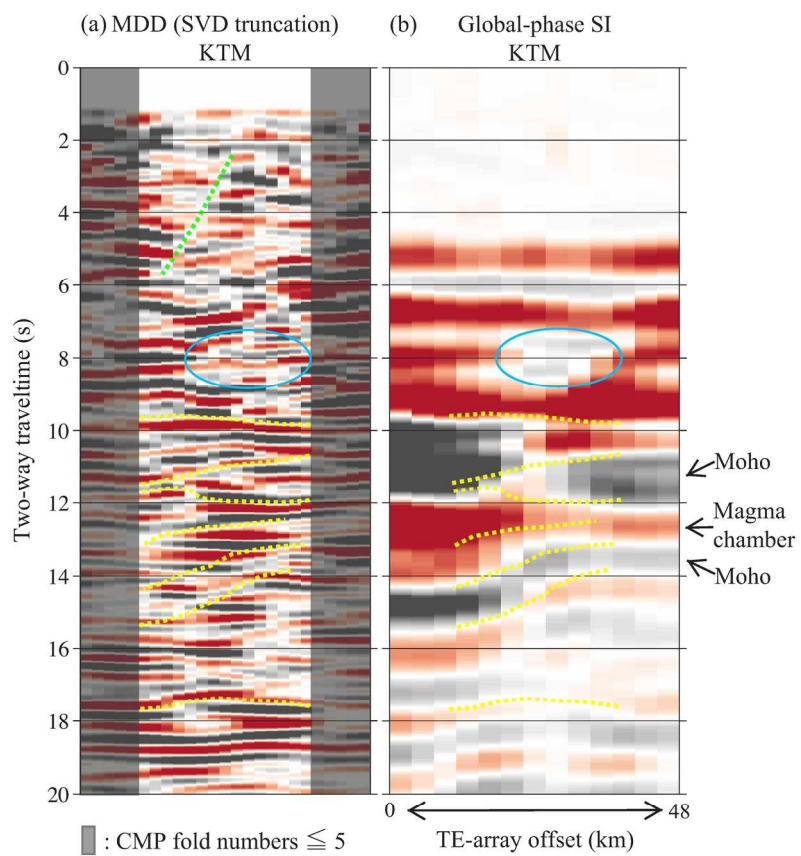 (a) MDD (SVD truncation)
KTM
(b) Global-phase SI
KTM
Two-way traveltime (s)
0
2
4
6
8
10
12
14
16
18
20
Moho
Magma
chamber
Moho
0
48
TE-array offset (km)
: CMP fold numbers ≦ 5